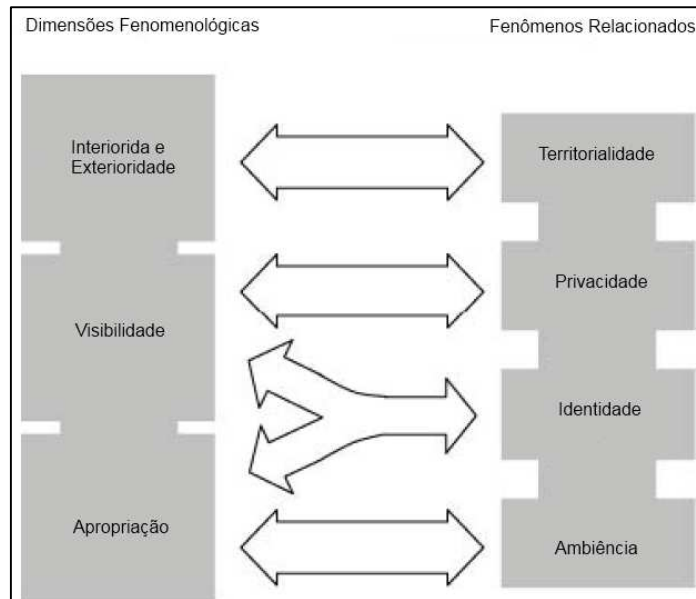 Dimensões Fenomenológicas
Fenômenos Relacionados
Interiorida e
Exterioridade
Territorialidade
Visibilidade
Privacidade
Identidade
Apropriação
Ambiência